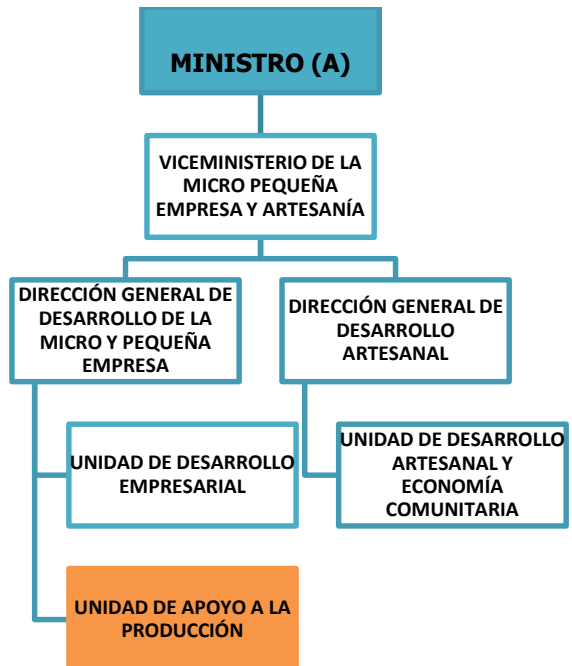 MINISTRO (A)
VICEMINISTERIO DE LA
MICRO PEQUEÑA
EMPRESA Y ARTESANÍA
DIRECCIÓN GENERAL DE
DESARROLLO DE LA
MICRO Y PEQUEÑA
EMPRESA
DIRECCIÓN GENERAL DE
DESARROLLO
ARTESANAL
UNIDAD DE DESARROLLO
EMPRESARIAL
UNIDAD DE DESARROLLO
ARTESANAL Y
ECONOMÍA
COMUNITARIA
UNIDAD DE APOYO A LA
PRODUCCIÓN